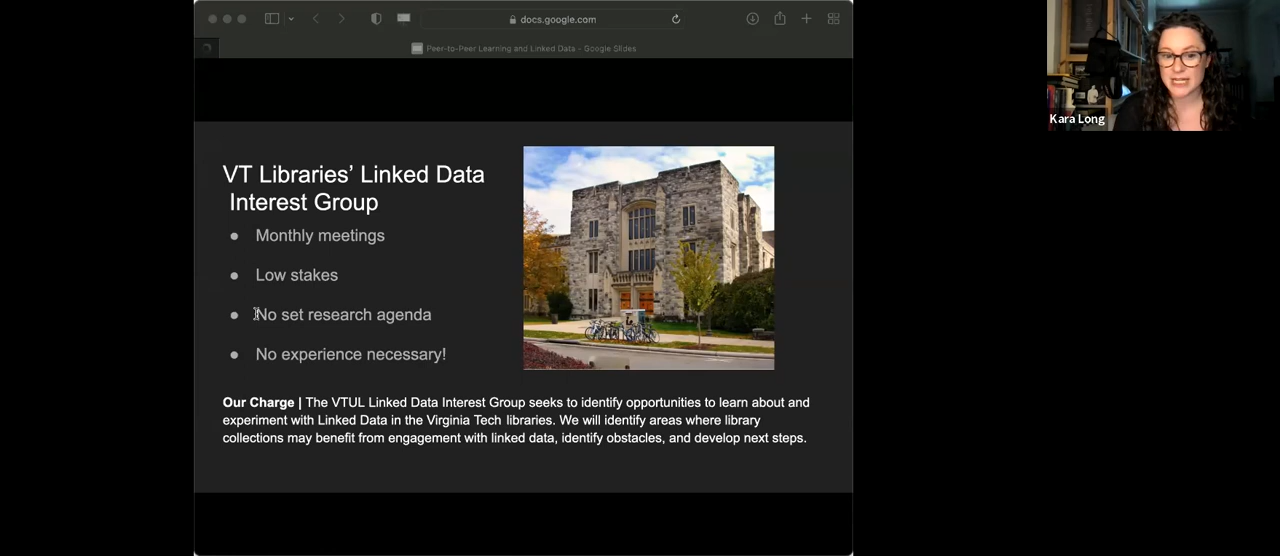 docs.google.com
Peer-to-Peer Learning and Linked Data - Google Slides
Kara Long
VT Libraries' Linked Data
Interest Group
● Monthly meetings
● Low stakes
● No set research agenda
● No experience necessary!
Our Charge | The VTUL Linked Data Interest Group seeks to identify opportunities to learn about and
experiment with Linked Data in the Virginia Tech libraries. We will identify areas where library
collections may benefit from engagement with linked data, identify obstacles, and develop next steps.